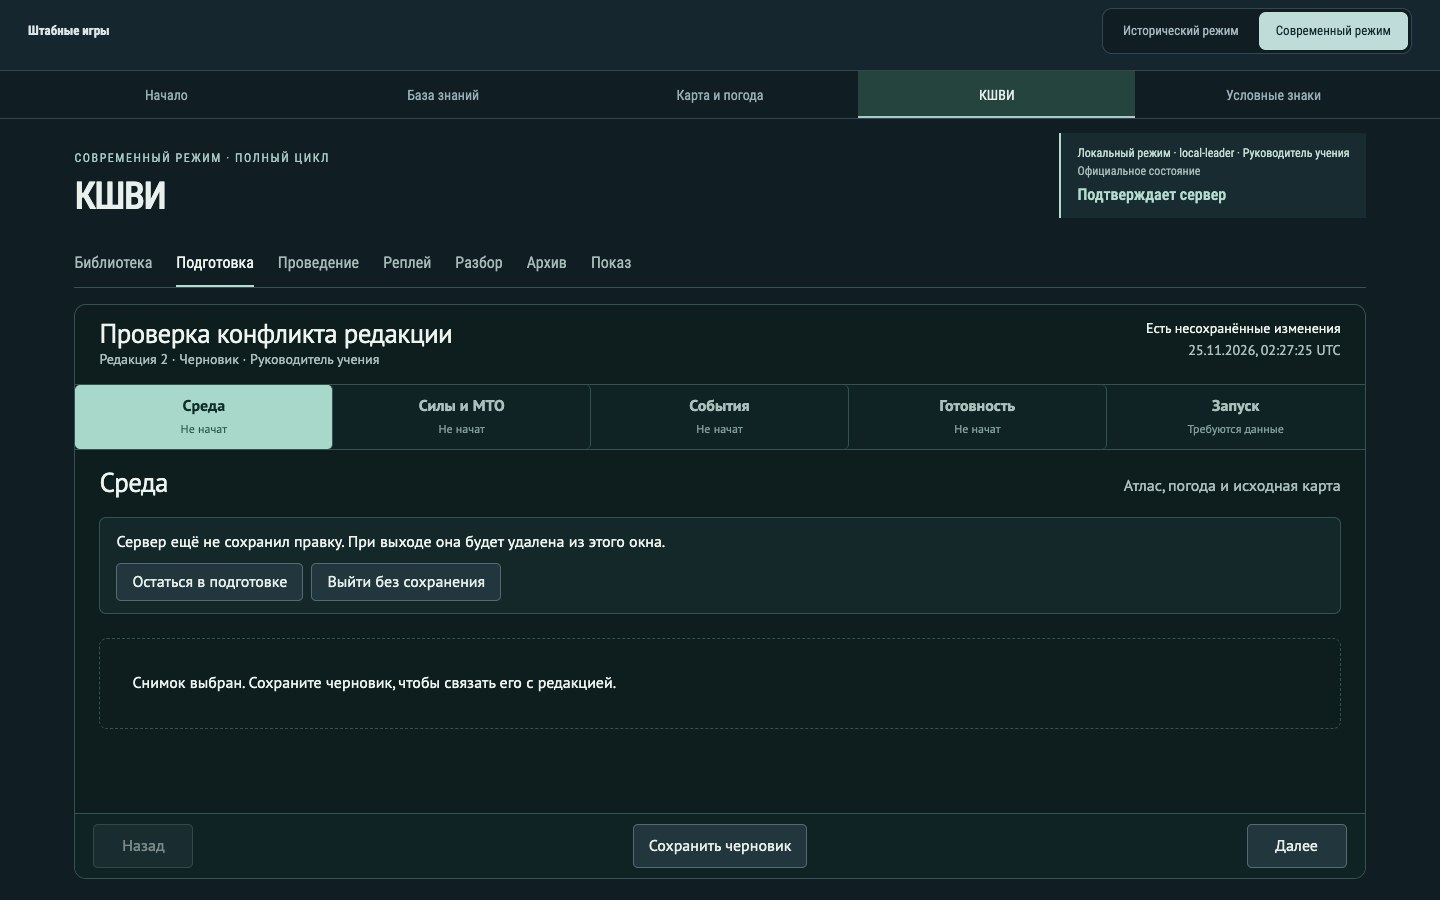 Штабные игры
Исторический режим
Современный режим
Начало
База знаний
Карта и погода
КШВИ
Условные знаки
СОВРЕМЕННЫЙ РЕЖИМ · ПОЛНЫЙ ЦИКЛ
КШВИ
Локальный режим · local-leader · Руководитель учения
Официальное состояние
Подтверждает сервер
Библиотека
Подготовка
Проведение
Реплей
Разбор
Архив
Показ
Проверка конфликта редакции
Редакция 2 · Черновик · Руководитель учения
Есть несохранённые изменения
25.11.2026, 02:27:25 UTC
Среда
Не начат
Силы и МТО
Не начат
События
Не начат
Готовность
Не начат
Запуск
Требуются данные
Среда
Атлас, погода и исходная карта
Сервер ещё не сохранил правку. При выходе она будет удалена из этого окна.
Остаться в подготовке
Выйти без сохранения
Снимок выбран. Сохраните черновик, чтобы связать его с редакцией.
Назад
Сохранить черновик
Далее